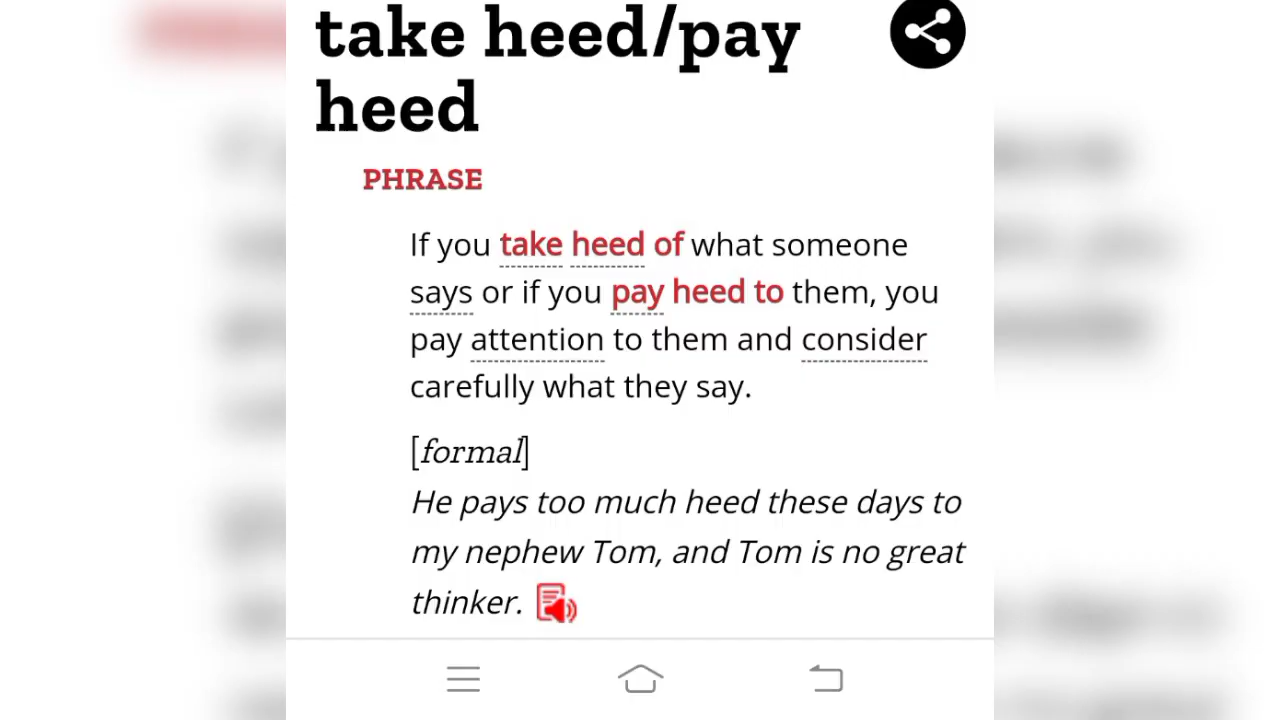 take heed/pay
heed
PHRASE
If you take heed of what someone
says or if you pay heed to them, you
pay attention to them and consider
carefully what they say.
[formal]
He pays too much heed these days to
my nephew Tom, and Tom is no great
thinker.